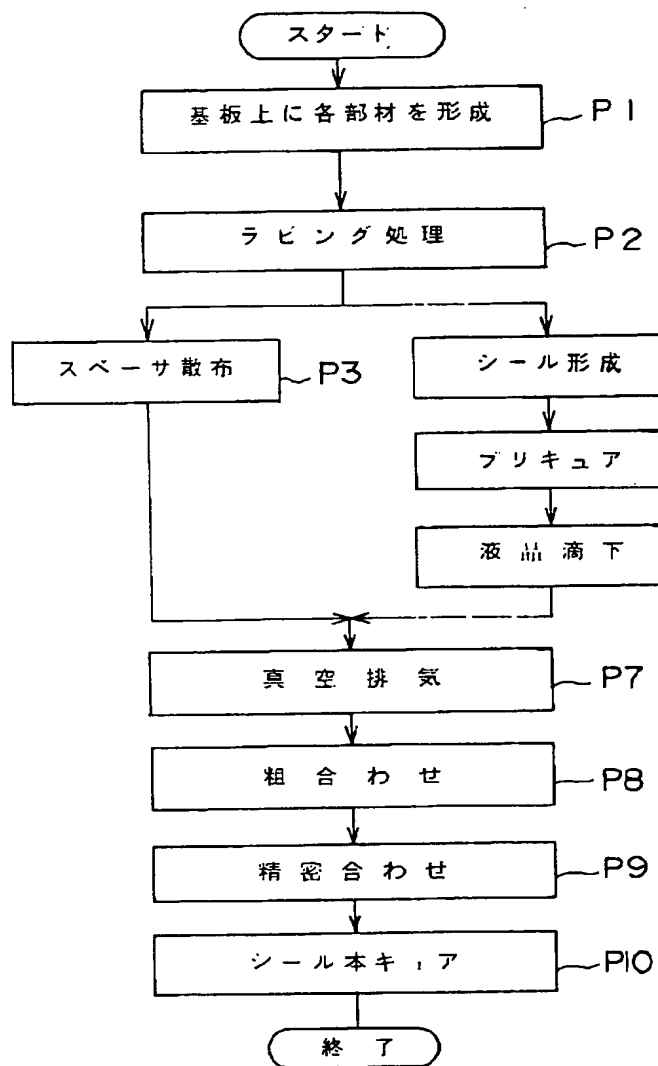 スタート
基板上に各部材を形成
P1
ラビング処理
P2
スペーサ散布
P3
シール形成
プリキュア
液晶滴下
真空排気
P7
粗合わせ
P8
精密合わせ
P9
シール本キュア
P10
終了